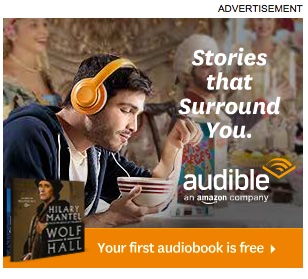 ADVERTISEMENT
Stories
that
Surround
You.
audible
an amazon company
HILARY
MANTEL
WOLF
HALL
Your first audiobook is free